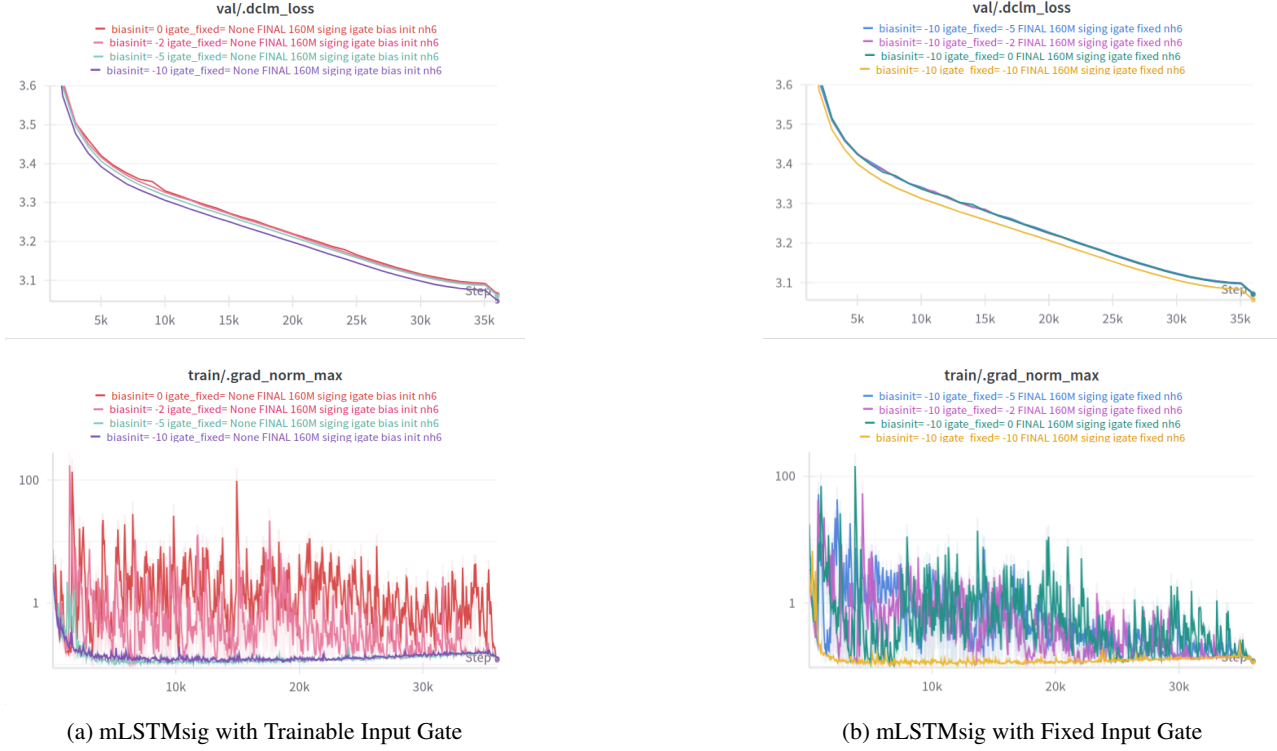 val/.dclm_loss
biasinit= 0 igate_fixed= None FINAL 160M siging igate bias init nh6
biasinit= -2 igate_fixed= None FINAL 160M siging igate bias init nh6
biasinit= -5 igate_fixed= None FINAL 160M siging igate bias init nh6
biasinit= -10 igate_fixed= None FINAL 160M siging igate bias init nh6
3.6
3.5
3.4
3.3
3.2
3.1
Step
5k 10k 15k 20k 25k 30k 35k
train/.grad_norm_max
biasinit= 0 igate_fixed= None FINAL 160M siging igate bias init nh6
biasinit= -2 igate_fixed= None FINAL 160M siging igate bias init nh6
biasinit= -5 igate_fixed= None FINAL 160M siging igate bias init nh6
biasinit= -10 igate_fixed= None FINAL 160M siging igate bias init nh6
100
1
Step
10k 20k 30k
(a) mLSTMsig with Trainable Input Gate
val/.dclm_loss
biasinit= -10 igate_fixed= -5 FINAL 160M siging igate fixed nh6
biasinit= -10 igate_fixed= -2 FINAL 160M siging igate fixed nh6
biasinit= -10 igate_fixed= 0 FINAL 160M siging igate fixed nh6
biasinit= -10 igate_fixed= -10 FINAL 160M siging igate fixed nh6
3.6
3.5
3.4
3.3
3.2
3.1
Step
5k 10k 15k 20k 25k 30k 35k
train/.grad_norm_max
biasinit= -10 igate_fixed= -5 FINAL 160M siging igate fixed nh6
biasinit= -10 igate_fixed= -2 FINAL 160M siging igate fixed nh6
biasinit= -10 igate_fixed= 0 FINAL 160M siging igate fixed nh6
biasinit= -10 igate_fixed= -10 FINAL 160M siging igate fixed nh6
100
1
Step
10k 20k 30k
(b) mLSTMsig with Fixed Input Gate